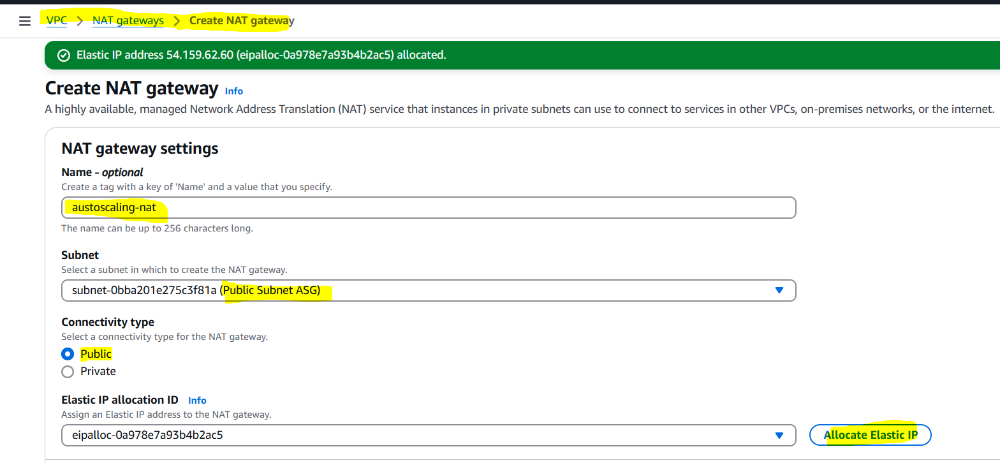 VPC > NAT gateways > Create NAT gateway
Elastic IP address 54.159.62.60 (eipalloc-0a978e7a93b4b2ac5) allocated.
Create NAT gateway Info
A highly available, managed Network Address Translation (NAT) service that instances in private subnets can use to connect to services in other VPCs, on-premises networks, or the internet.
NAT gateway settings
Name - optional
Create a tag with a key of 'Name' and a value that you specify.
austoscaling-nat
The name can be up to 256 characters long.
Subnet
Select a subnet in which to create the NAT gateway.
subnet-0bba201e275c3f81a (Public Subnet ASG)
Connectivity type
Select a connectivity type for the NAT gateway.
Public
Private
Elastic IP allocation ID Info
Assign an Elastic IP address to the NAT gateway.
eipalloc-0a978e7a93b4b2ac5 Allocate Elastic IP